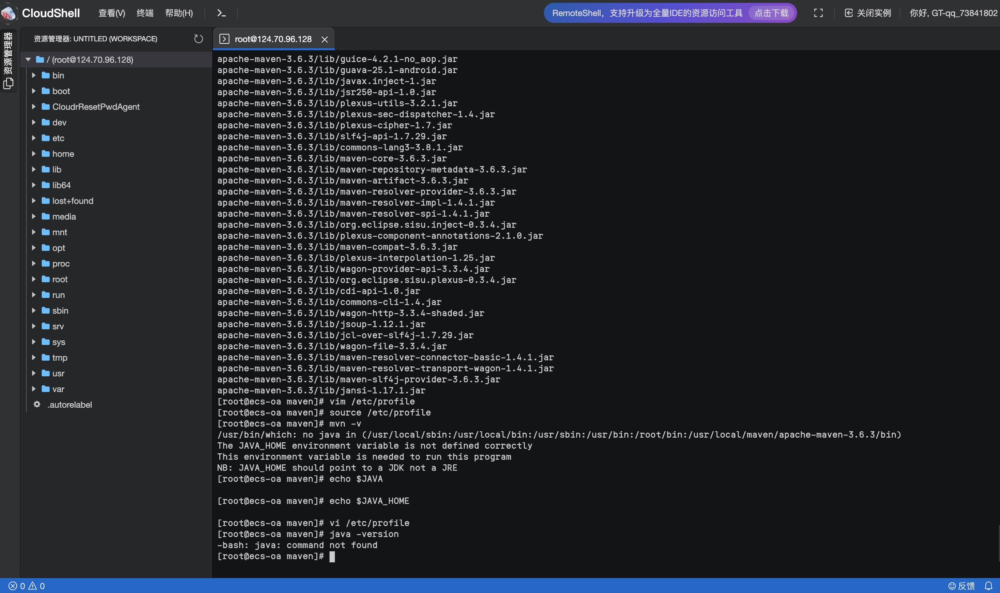 CloudShell
查看(V)
终端
帮助(H)
RemoteShell，支持升级为全量IDE的资源访问工具
点击下载
关闭实例
你好, GT-qq_73841802
资源管理器
资源管理器: UNTITLED (WORKSPACE)
/ (root@124.70.96.128)
bin
boot
CloudrResetPwdAgent
dev
etc
home
lib
lib64
lost+found
media
mnt
opt
proc
root
run
sbin
srv
sys
tmp
usr
var
.autorelabel
root@124.70.96.128
apache-maven-3.6.3/lib/guice-4.2.1-no_aop.jar
apache-maven-3.6.3/lib/guava-25.1-android.jar
apache-maven-3.6.3/lib/javax.inject-1.jar
apache-maven-3.6.3/lib/jsr250-api-1.0.jar
apache-maven-3.6.3/lib/plexus-utils-3.2.1.jar
apache-maven-3.6.3/lib/plexus-sec-dispatcher-1.4.jar
apache-maven-3.6.3/lib/plexus-cipher-1.7.jar
apache-maven-3.6.3/lib/slf4j-api-1.7.29.jar
apache-maven-3.6.3/lib/commons-lang3-3.8.1.jar
apache-maven-3.6.3/lib/maven-core-3.6.3.jar
apache-maven-3.6.3/lib/maven-repository-metadata-3.6.3.jar
apache-maven-3.6.3/lib/maven-artifact-3.6.3.jar
apache-maven-3.6.3/lib/maven-resolver-provider-3.6.3.jar
apache-maven-3.6.3/lib/maven-resolver-impl-1.4.1.jar
apache-maven-3.6.3/lib/maven-resolver-spi-1.4.1.jar
apache-maven-3.6.3/lib/org.eclipse.sisu.inject-0.3.4.jar
apache-maven-3.6.3/lib/plexus-component-annotations-2.1.0.jar
apache-maven-3.6.3/lib/maven-compat-3.6.3.jar
apache-maven-3.6.3/lib/plexus-interpolation-1.25.jar
apache-maven-3.6.3/lib/wagon-provider-api-3.3.4.jar
apache-maven-3.6.3/lib/org.eclipse.sisu.plexus-0.3.4.jar
apache-maven-3.6.3/lib/cdi-api-1.0.jar
apache-maven-3.6.3/lib/commons-cli-1.4.jar
apache-maven-3.6.3/lib/wagon-http-3.3.4-shaded.jar
apache-maven-3.6.3/lib/jsoup-1.12.1.jar
apache-maven-3.6.3/lib/jcl-over-slf4j-1.7.29.jar
apache-maven-3.6.3/lib/wagon-file-3.3.4.jar
apache-maven-3.6.3/lib/maven-resolver-connector-basic-1.4.1.jar
apache-maven-3.6.3/lib/maven-resolver-transport-wagon-1.4.1.jar
apache-maven-3.6.3/lib/maven-slf4j-provider-3.6.3.jar
apache-maven-3.6.3/lib/jansi-1.17.1.jar
[root@ecs-oa maven]# vim /etc/profile
[root@ecs-oa maven]# source /etc/profile
[root@ecs-oa maven]# mvn -v
/usr/bin/which: no java in (/usr/local/sbin:/usr/local/bin:/usr/sbin:/usr/bin:/root/bin:/usr/local/maven/apache-maven-3.6.3/bin)
The JAVA_HOME environment variable is not defined correctly
This environment variable is needed to run this program
NB: JAVA_HOME should point to a JDK not a JRE
[root@ecs-oa maven]# echo $JAVA
[root@ecs-oa maven]# echo $JAVA_HOME
[root@ecs-oa maven]# vi /etc/profile
[root@ecs-oa maven]# java -version
-bash: java: command not found
[root@ecs-oa maven]#
0
0
反馈